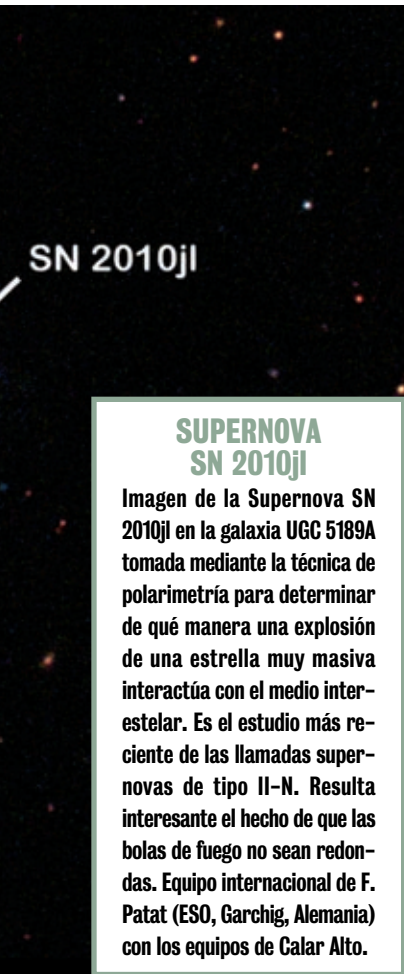 SN 2010jl
SUPERNOVA
SN 2010jl
Imagen de la Supernova SN
2010jl en la galaxia UGC 5189A
tomada mediante la técnica de
polarimetría para determinar
de qué manera una explosión
de una estrella muy masiva
interactúa con el medio inter-
estelar. Es el estudio más re-
ciente de las llamadas super-
novas de tipo II-N. Resulta
interesante el hecho de que las
bolas de fuego no sean redon-
das. Equipo internacional de F.
Patat (ESO, Garchig, Alemania)
con los equipos de Calar Alto.